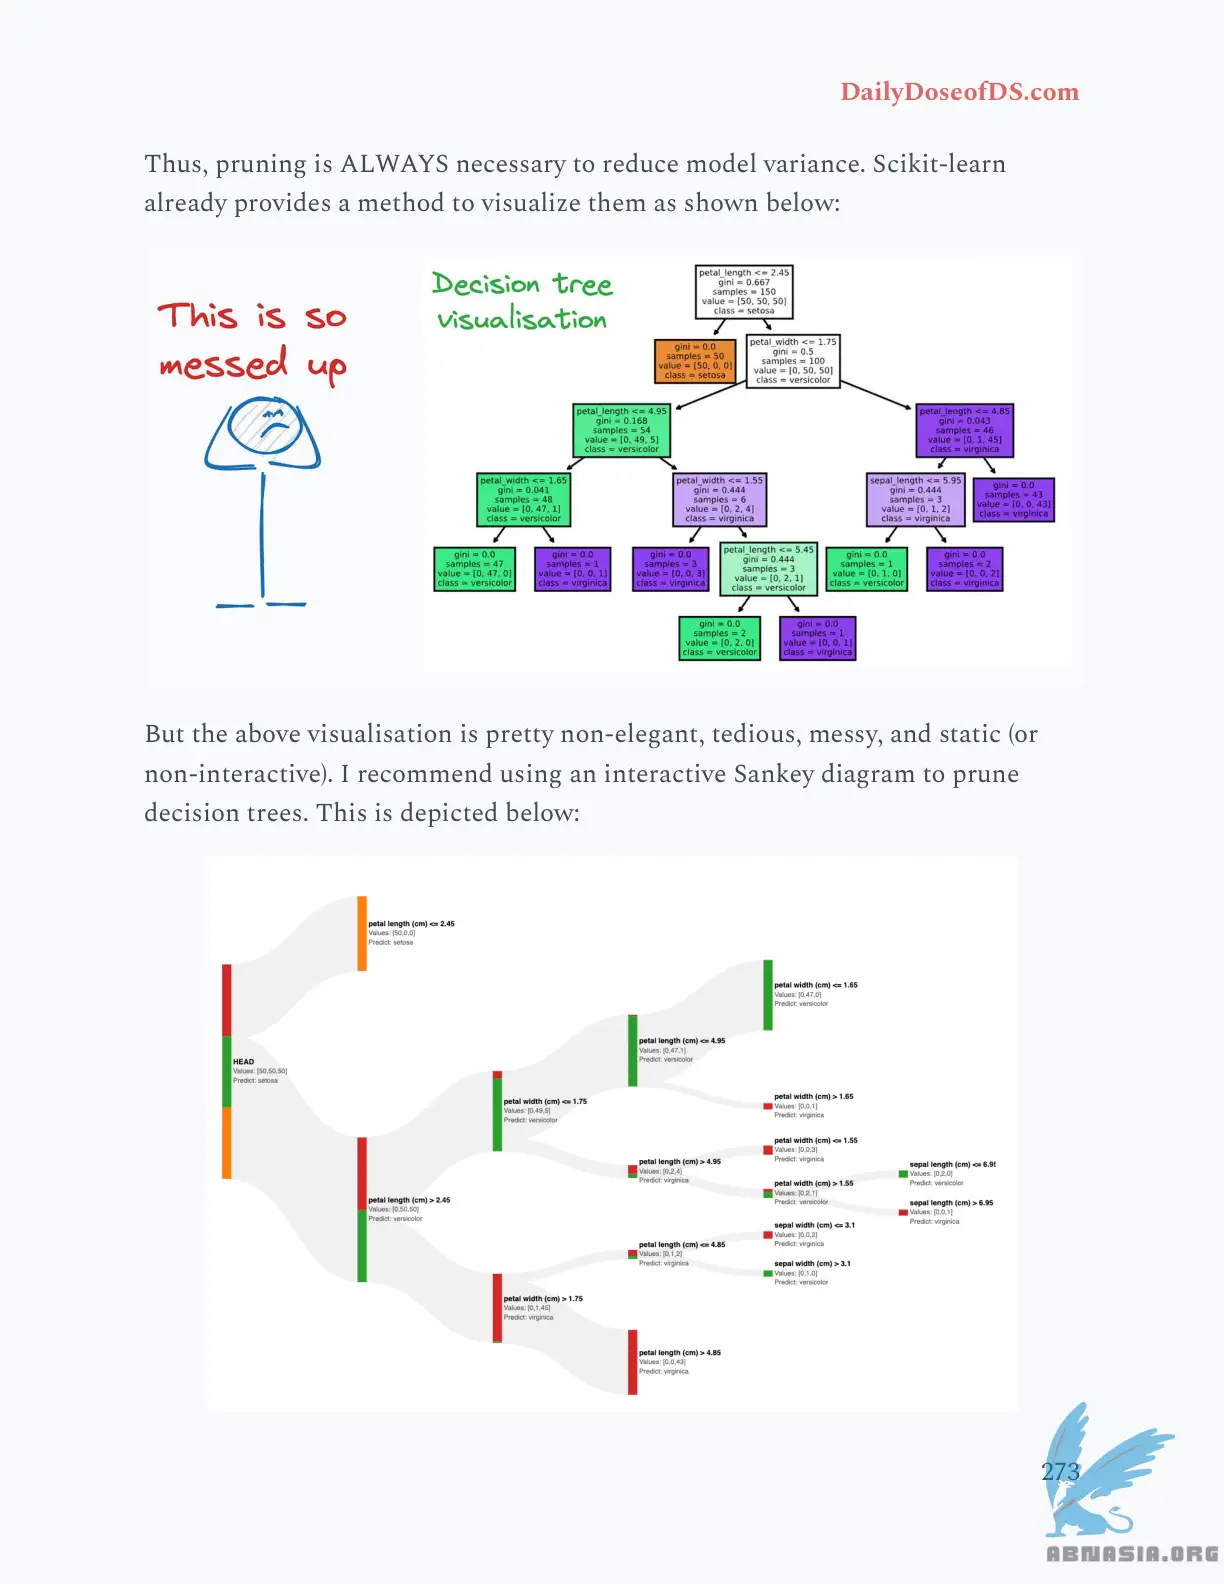 DailyDoseofDS.com
Thus, pruning is ALWAYS necessary to reduce model variance. Scikit-learn
already provides a method to visualize them as shown below:
This is so
messed up
Decision tree
visualisation
petal_length <= 2.45
gini = 0.667
samples = 150
value = [50, 50, 50]
class = setosa
gini = 0.0
samples = 50
value = [50, 0, 0]
class = setosa
petal_width <= 1.75
gini = 0.5
samples = 100
value = [0, 50, 50]
class = versicolor
petal_length <= 4.95
gini = 0.168
samples = 54
value = [0, 49, 5]
class = versicolor
petal_length <= 4.85
gini = 0.043
samples = 46
value = [0, 1, 45]
class = virginica
petal_width <= 1.65
gini = 0.041
samples = 48
value = [0, 47, 1]
class = versicolor
petal_width <= 1.55
gini = 0.444
samples = 6
value = [0, 2, 4]
class = virginica
sepal_length <= 5.95
gini = 0.444
samples = 3
value = [0, 1, 2]
class = virginica
gini = 0.0
samples = 43
value = [0, 0, 43]
class = virginica
gini = 0.0
samples = 47
value = [0, 47, 0]
class = versicolor
gini = 0.0
samples = 1
value = [0, 0, 1]
class = virginica
gini = 0.0
samples = 3
value = [0, 0, 3]
class = virginica
petal_length <= 5.45
gini = 0.444
samples = 3
value = [0, 2, 1]
class = versicolor
gini = 0.0
samples = 1
value = [0, 1, 0]
class = versicolor
gini = 0.0
samples = 2
value = [0, 0, 2]
class = virginica
gini = 0.0
samples = 2
value = [0, 2, 0]
class = versicolor
gini = 0.0
samples = 1
value = [0, 0, 1]
class = virginica
But the above visualisation is pretty non-elegant, tedious, messy, and static (or
non-interactive). I recommend using an interactive Sankey diagram to prune
decision trees. This is depicted below:
HEAD
Values: [50,50,50]
Predict: setosa
petal length (cm) <= 2.45
Values: [50,0,0]
Predict: setosa
petal length (cm) > 2.45
Values: [0,50,50]
Predict: versicolor
petal width (cm) <= 1.75
Values: [0,49,5]
Predict: versicolor
petal width (cm) > 1.75
Values: [0,1,45]
Predict: virginica
petal length (cm) <= 4.95
Values: [0,47,1]
Predict: versicolor
petal length (cm) > 4.95
Values: [0,2,4]
Predict: virginica
petal length (cm) <= 4.85
Values: [0,1,2]
Predict: virginica
petal length (cm) > 4.85
Values: [0,0,43]
Predict: virginica
petal width (cm) <= 1.65
Values: [0,47,0]
Predict: versicolor
petal width (cm) > 1.65
Values: [0,0,1]
Predict: virginica
petal width (cm) <= 1.55
Values: [0,0,3]
Predict: virginica
petal width (cm) > 1.55
Values: [0,2,1]
Predict: versicolor
sepal width (cm) <= 3.1
Values: [0,0,2]
Predict: virginica
sepal width (cm) > 3.1
Values: [0,1,0]
Predict: versicolor
sepal length (cm) <= 6.9
Values: [0,2,0]
Predict: versicolor
sepal length (cm) > 6.95
Values: [0,0,1]
Predict: virginica
273
ABNASIA.ORG